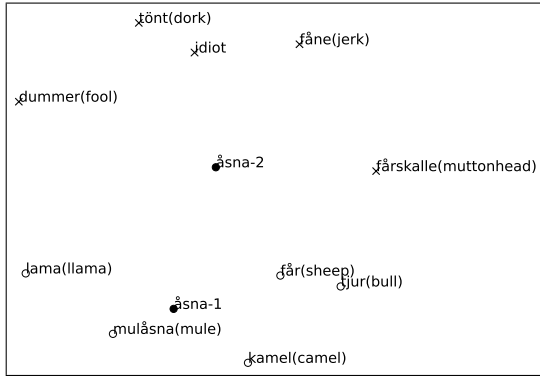 tönt(dork)
idiot
fåne(jerk)
dummer(fool)
åsna-2
fårskalle(muttonhead)
lama(llama)
får(sheep)
tjur(bull)
åsna-1
mulåsna(mule)
kamel(camel)